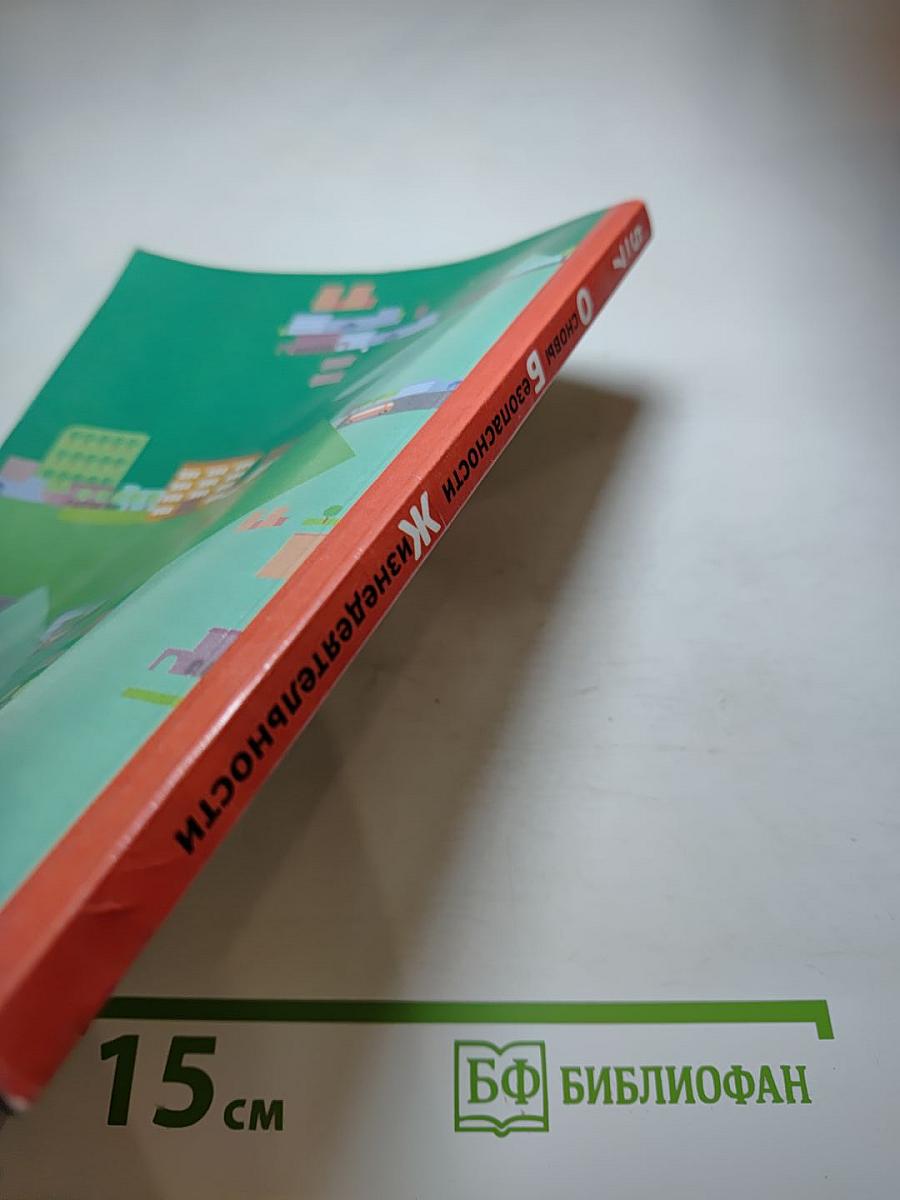 Основы
Безопасности
Жизнедеятельности
15 см
БФ БИБЛИОФАН